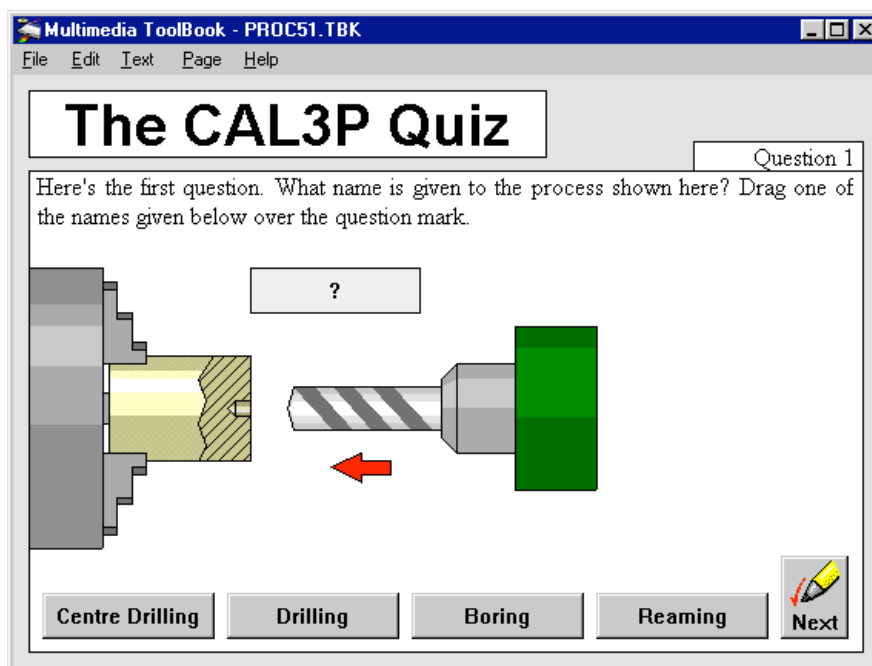 Multimedia ToolBook - PROC51.TBK
File Edit Text Page Help
The CAL3P Quiz
Question 1
Here's the first question. What name is given to the process shown here? Drag one of
the names given below over the question mark.
?
Centre Drilling Drilling Boring Reaming Next